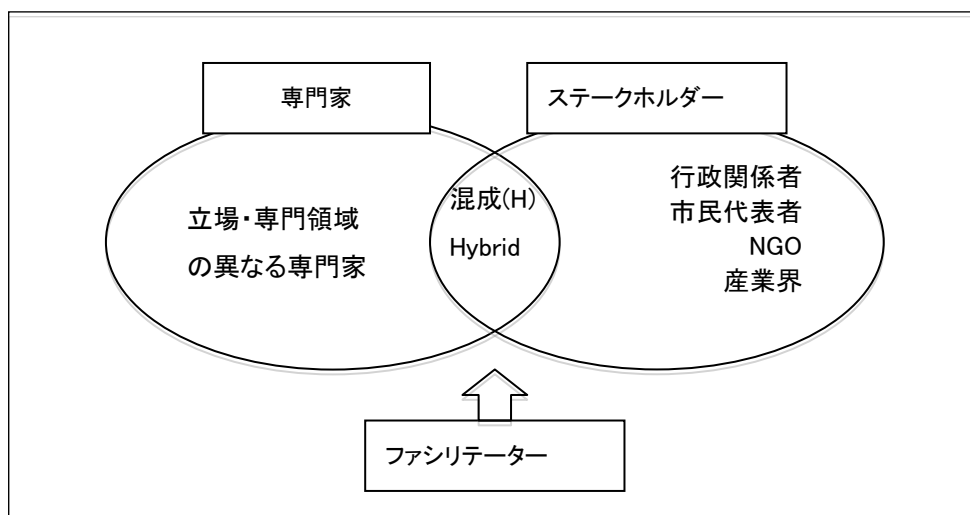 専門家
ステークホルダー
立場・専門領域
の異なる専門家
混成(H)
Hybrid
行政関係者
市民代表者
NGO
産業界
ファシリテーター